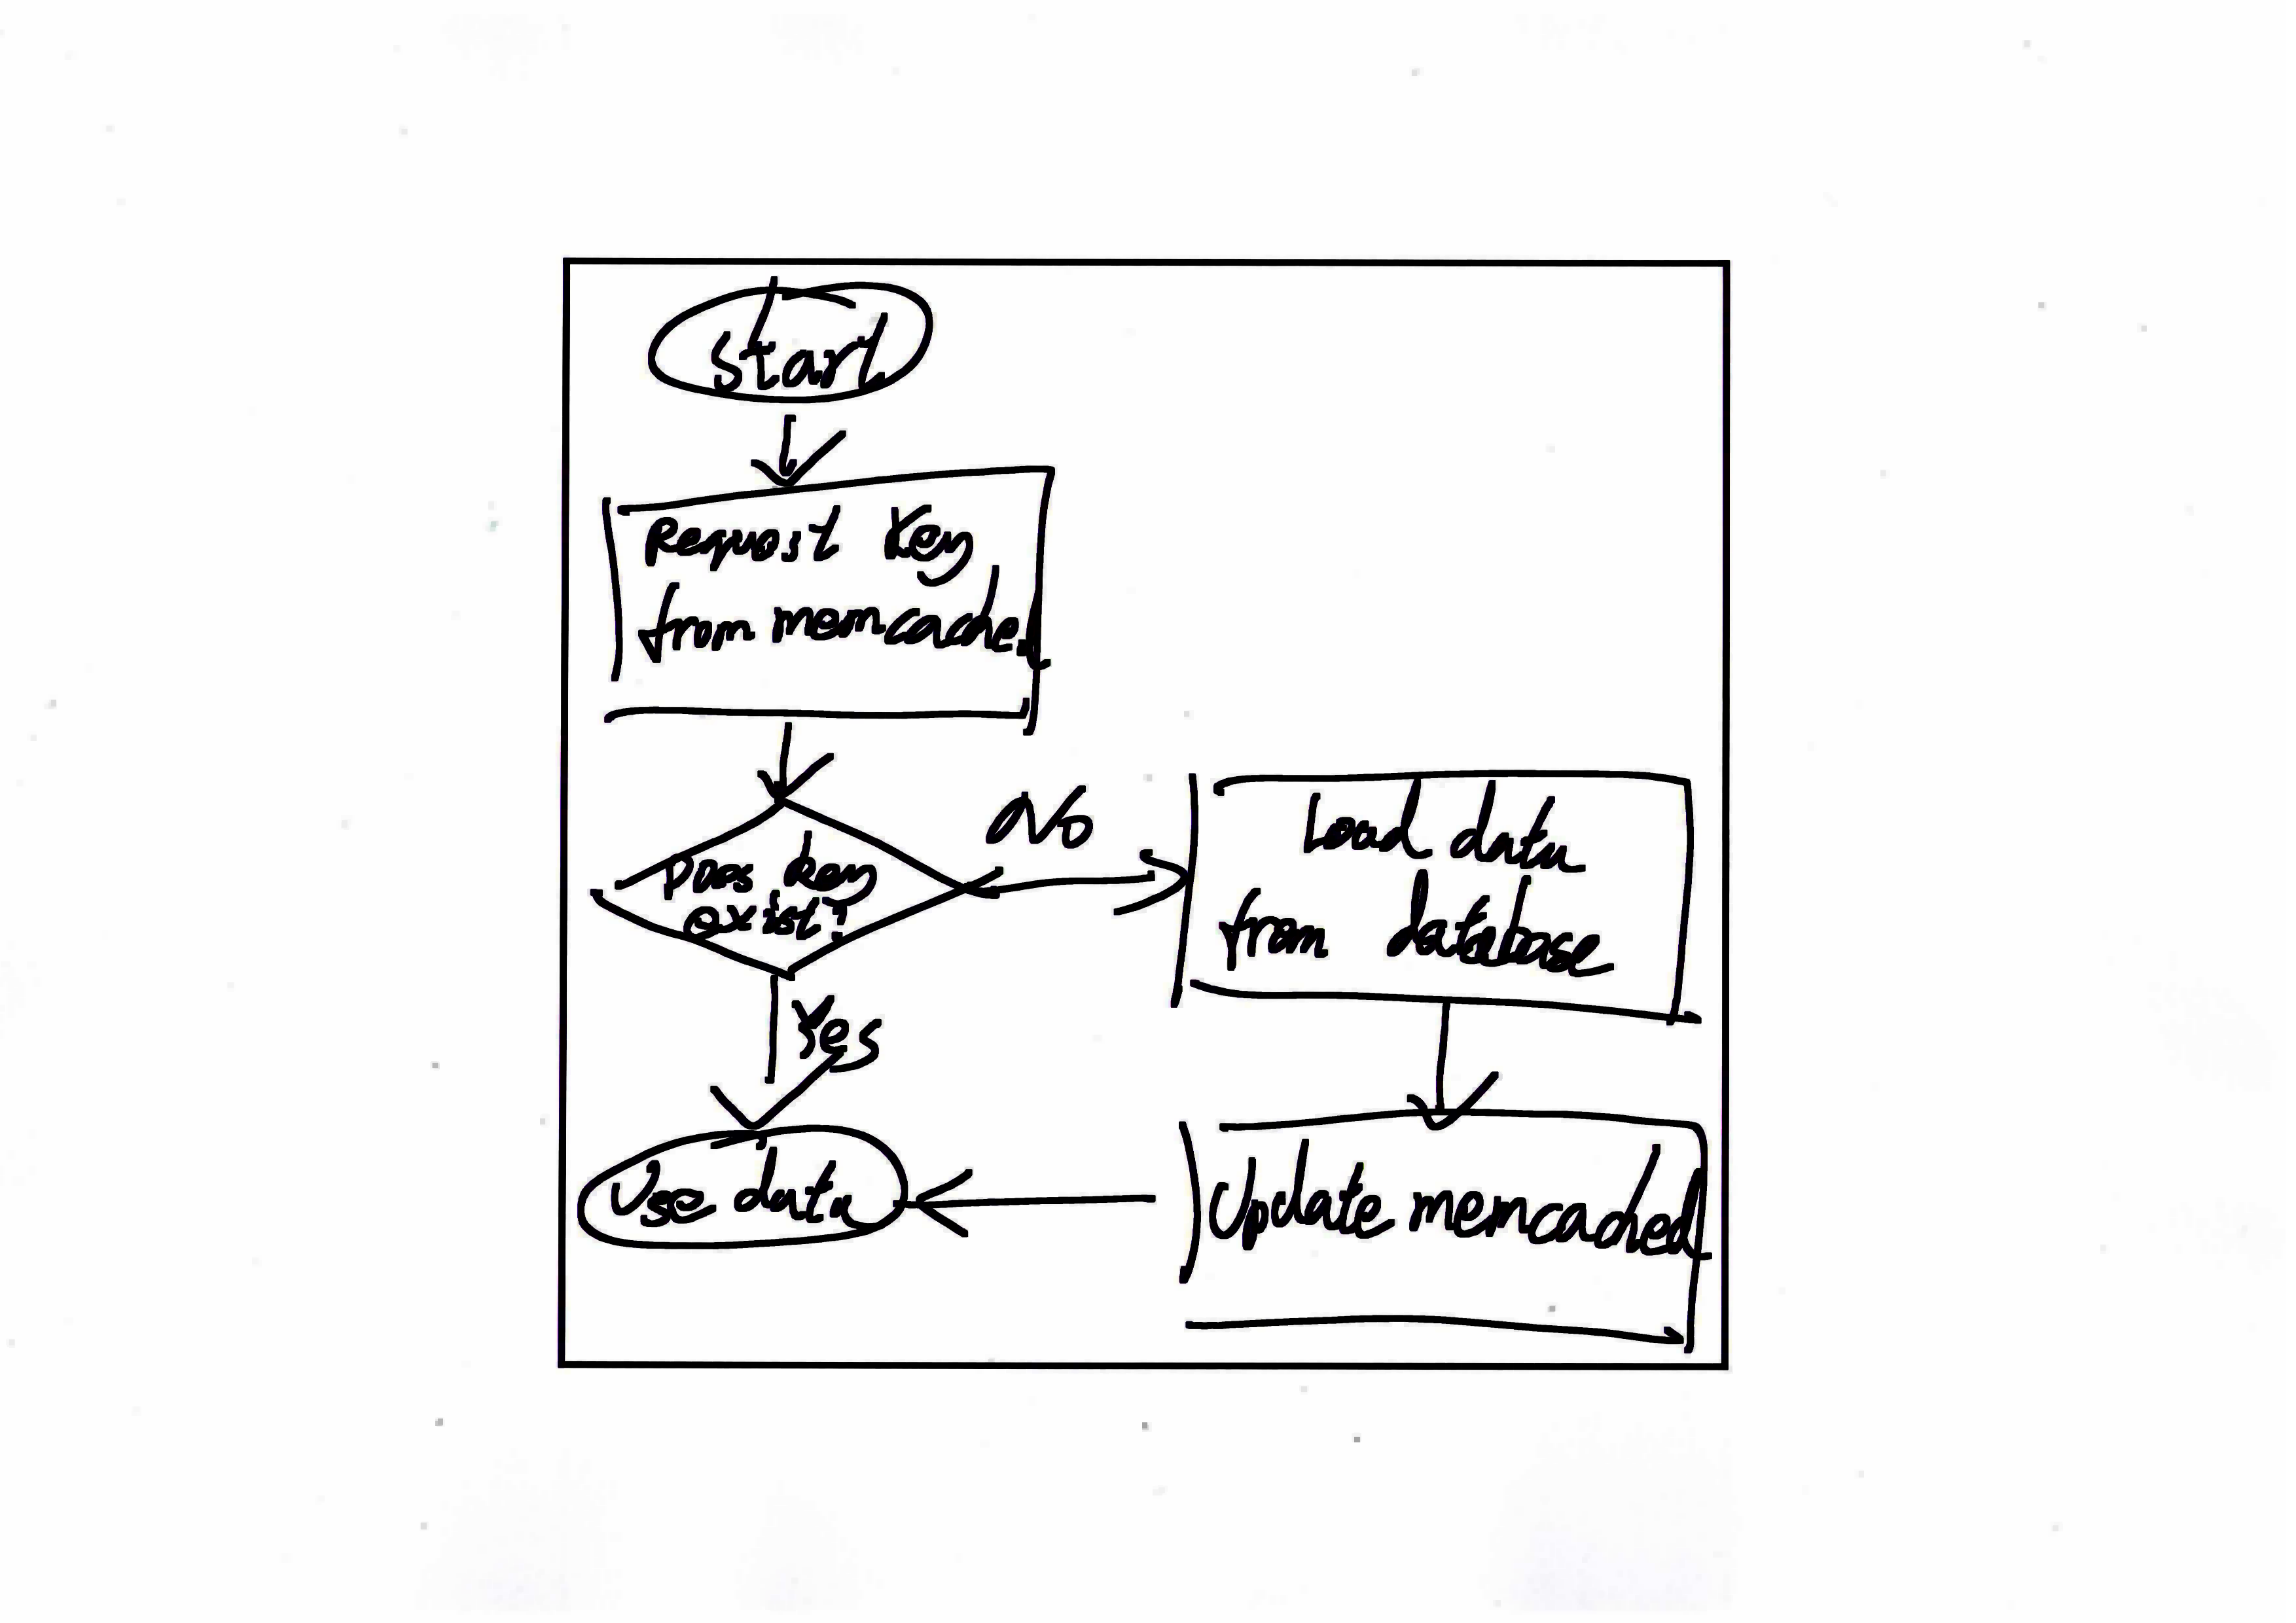 start
Request Key
from memcached
Does key
exist?
No
Load data
from database
Yes
Use data
Update memcached